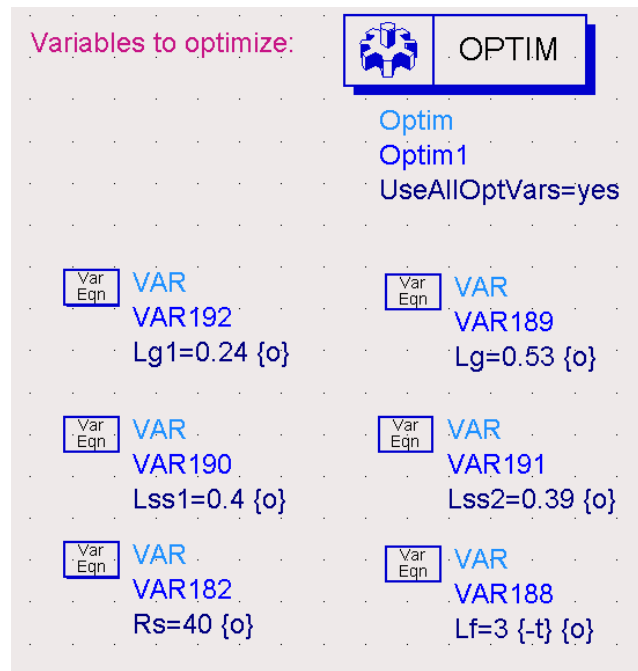 Variables to optimize:
OPTIM
Optim
Optim1
UseAllOptVars=yes
Var
Eqn
VAR
VAR192
Lg1=0.24 {o}
Var
Eqn
VAR
VAR189
Lg=0.53 {o}
Var
Eqn
VAR
VAR190
Lss1=0.4 {o}
Var
Eqn
VAR
VAR191
Lss2=0.39 {o}
Var
Eqn
VAR
VAR182
Rs=40 {o}
Var
Eqn
VAR
VAR188
Lf=3 {-t} {o}